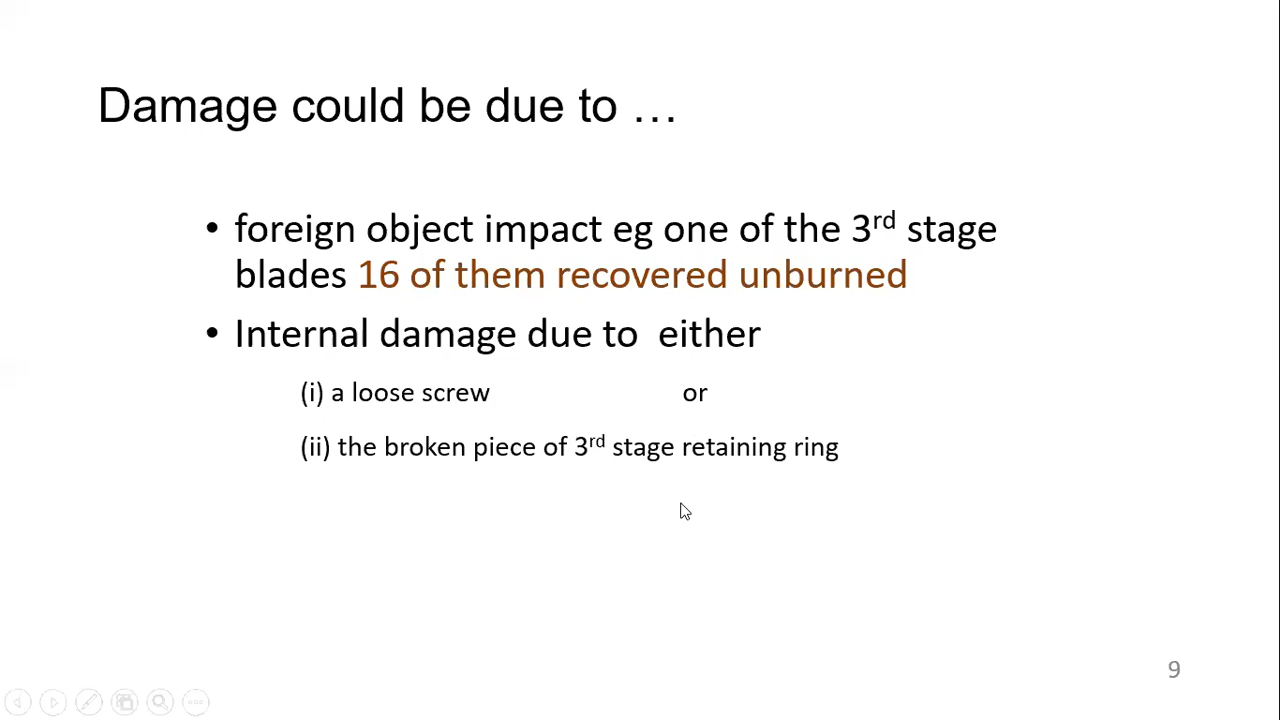 Damage could be due to …
• foreign object impact eg one of the 3rd stage
blades 16 of them recovered unburned
• Internal damage due to  either
(i) a loose screw or
(ii) the broken piece of 3rd stage retaining ring
9